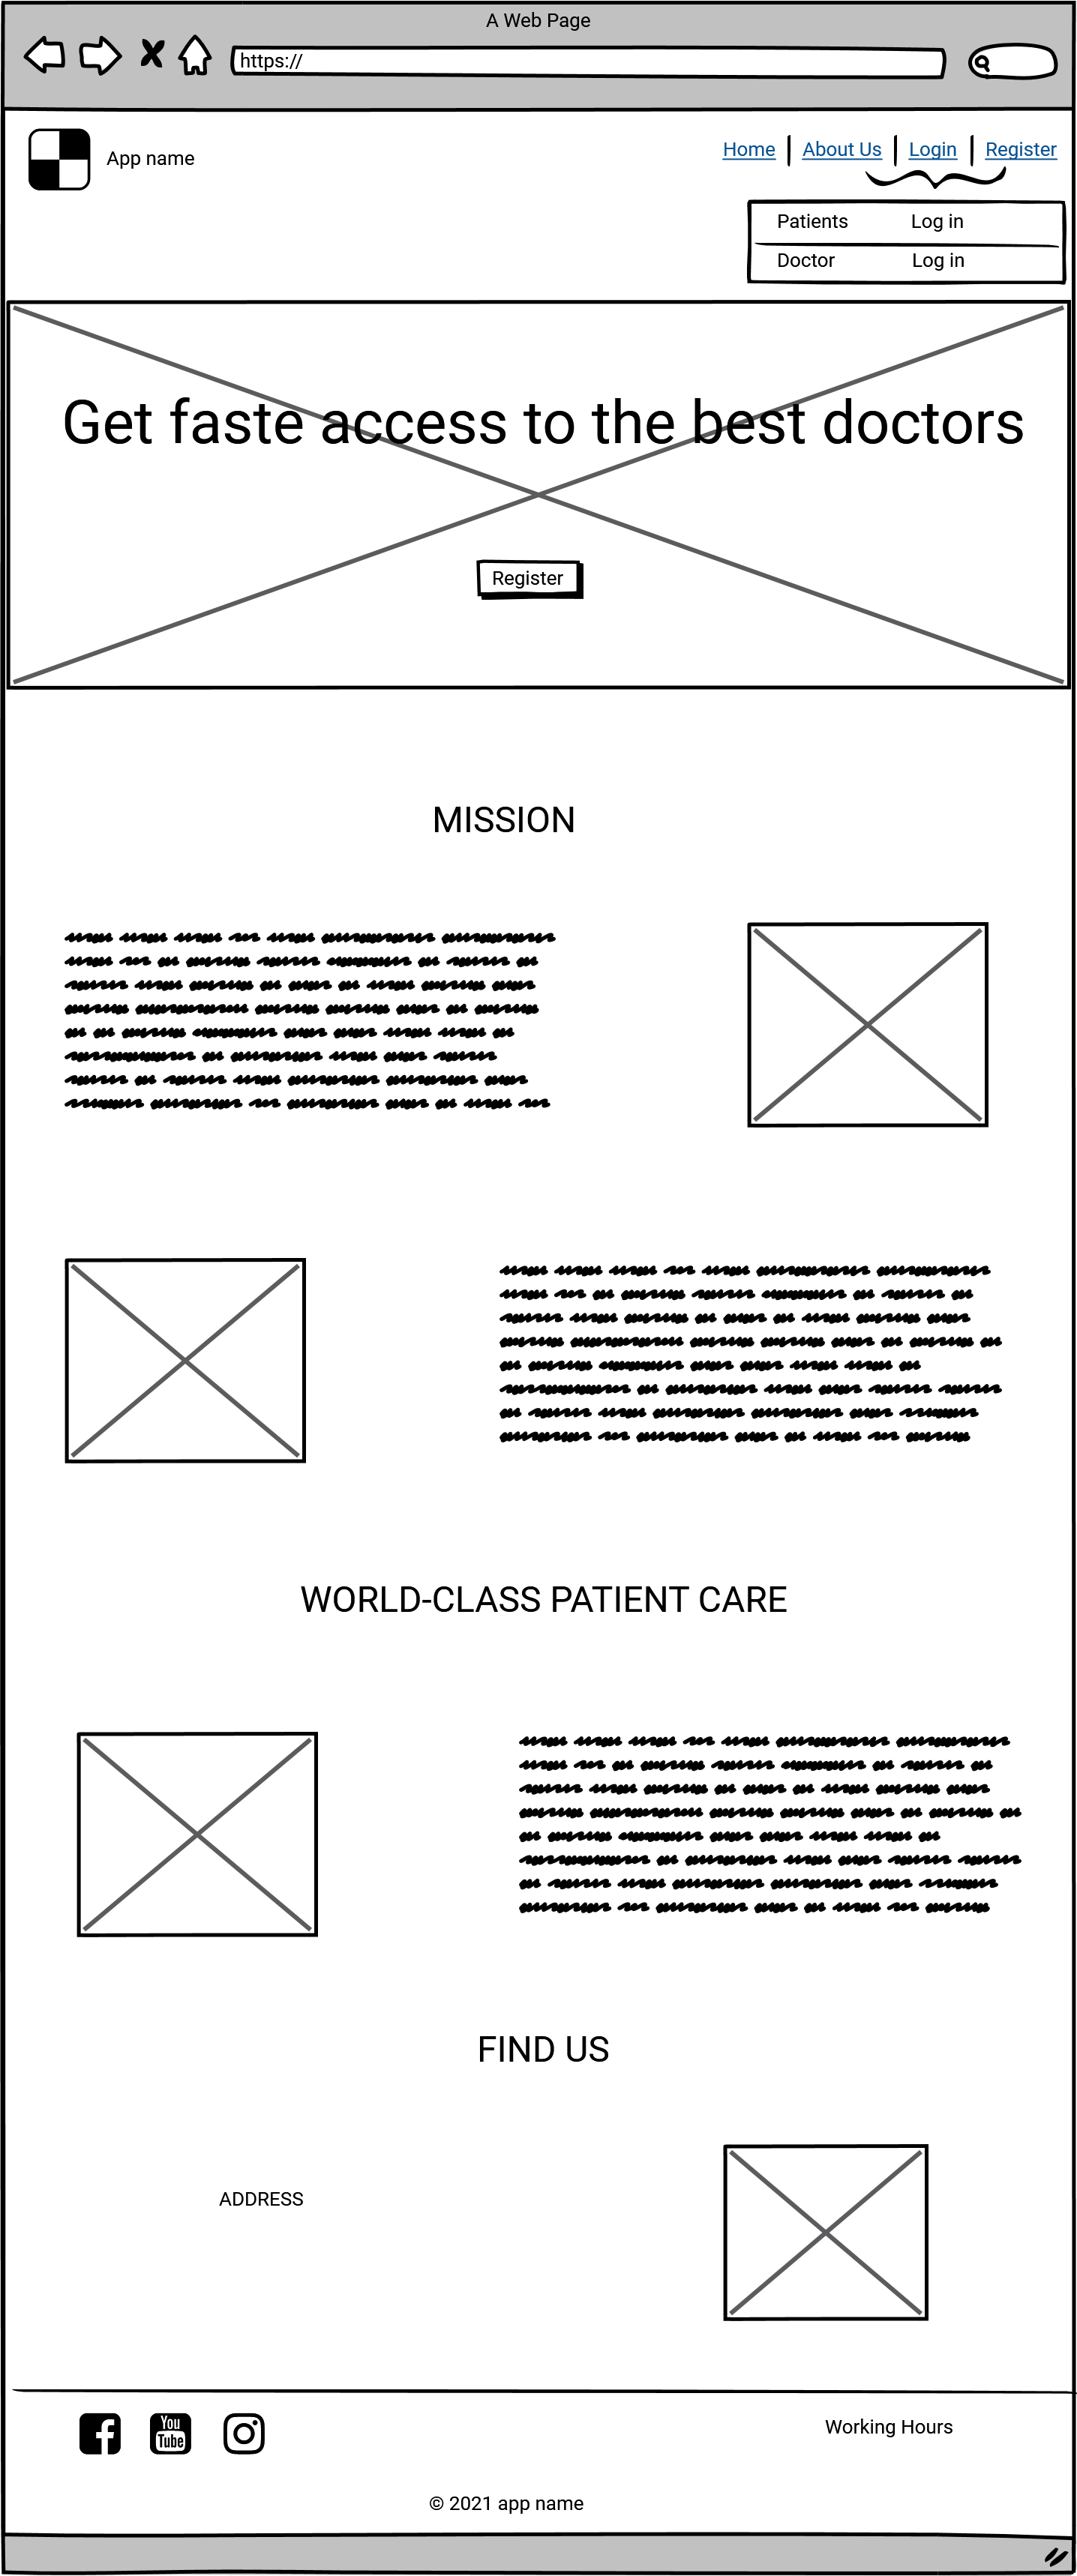 A Web Page
https://
App name
Home About Us Login Register
Patients Log in
Doctor Log in
Get faste access to the best doctors
Register
MISSION
WORLD-CLASS PATIENT CARE
FIND US
ADDRESS
You
Tube
Working Hours
© 2021 app name